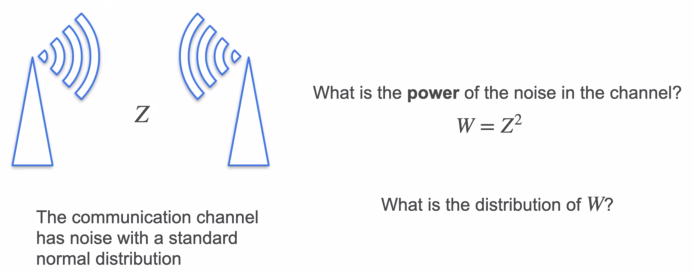 What is the power of the noise in the channel?
Z
W = Z²
What is the distribution of W?
The communication channel
has noise with a standard
normal distribution